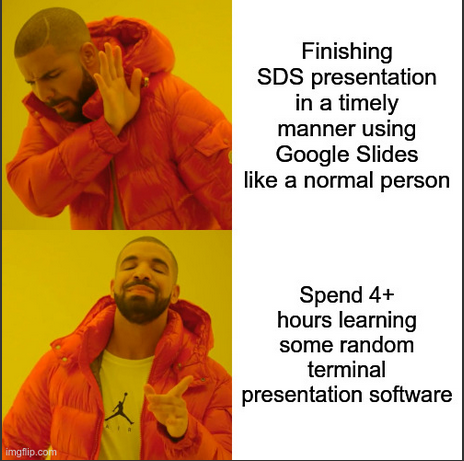 Finishing
SDS presentation
in a timely
manner using
Google Slides
like a normal person
Spend 4+
hours learning
some random
terminal
presentation software
AIR
imgflip.com